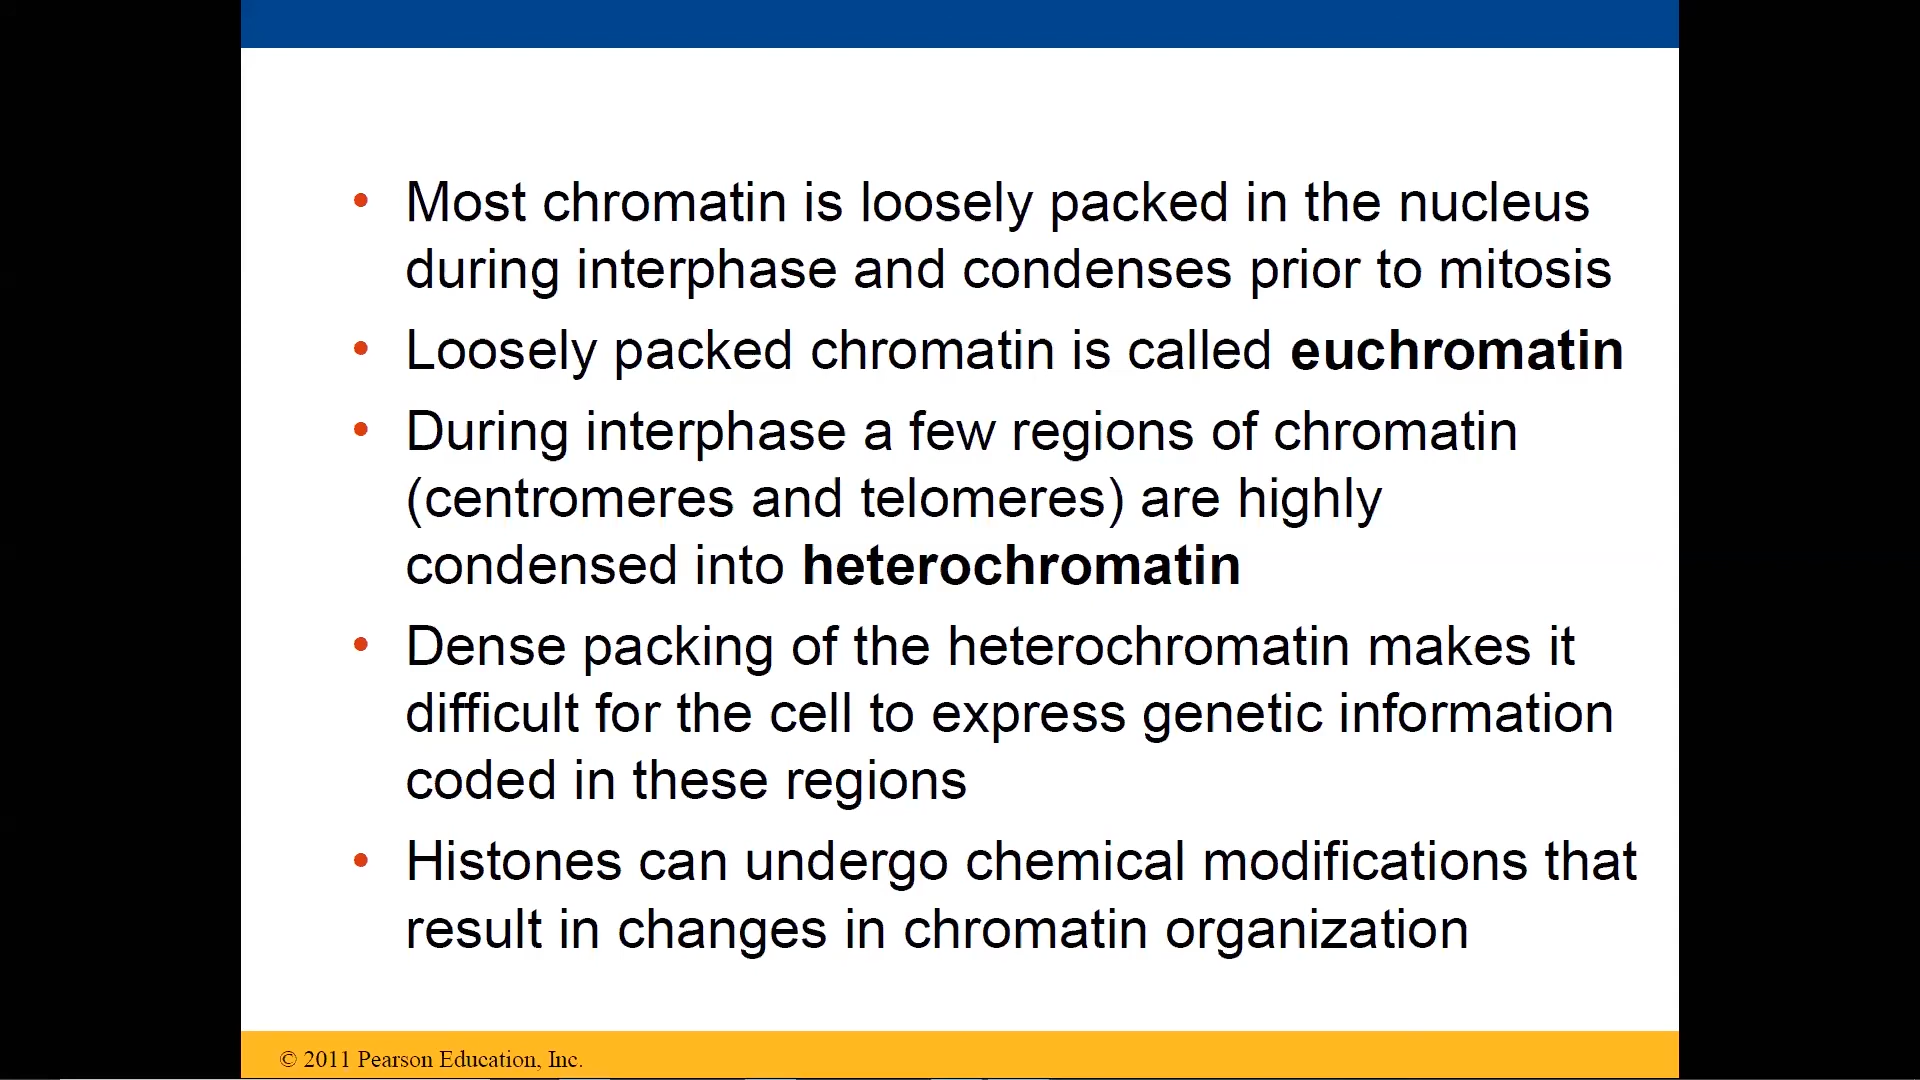 • Most chromatin is loosely packed in the nucleus
during interphase and condenses prior to mitosis
• Loosely packed chromatin is called euchromatin
• During interphase a few regions of chromatin
(centromeres and telomeres) are highly
condensed into heterochromatin
• Dense packing of the heterochromatin makes it
difficult for the cell to express genetic information
coded in these regions
• Histones can undergo chemical modifications that
result in changes in chromatin organization
© 2011 Pearson Education, Inc.